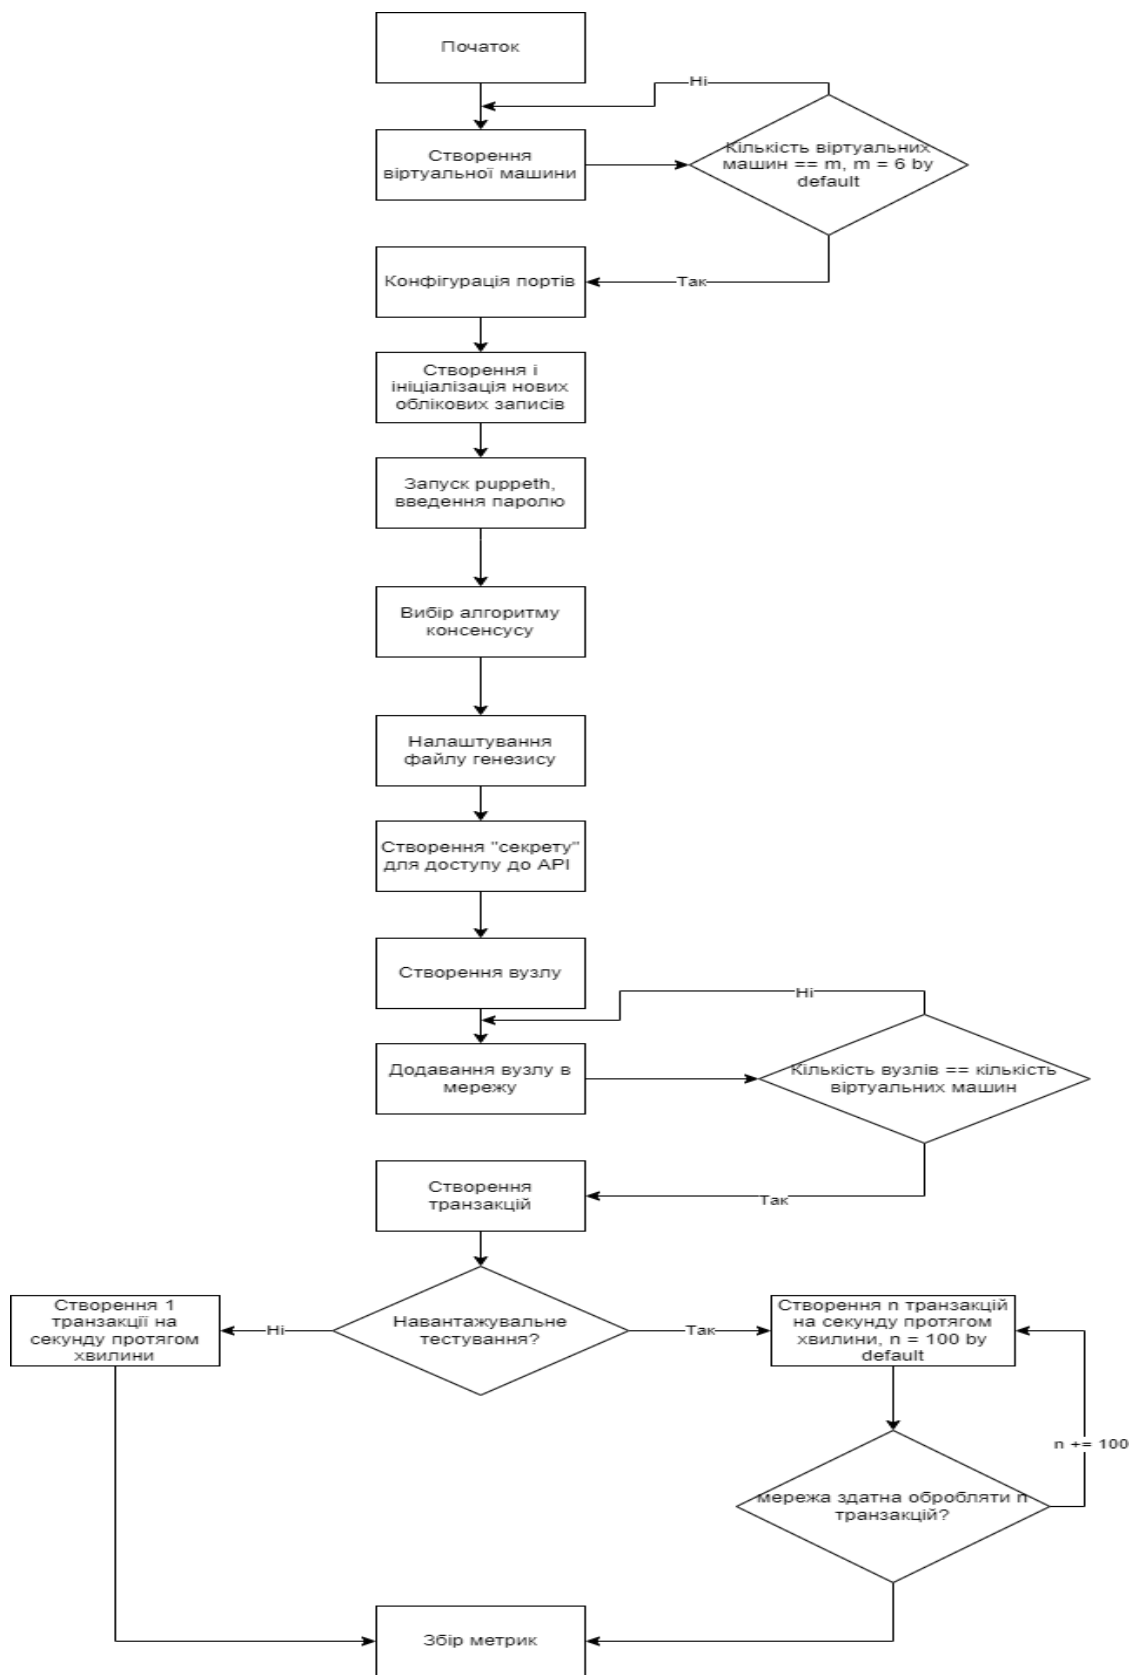 Початок
Ні
Створення
віртуальної машини
Кількість віртуальних
машин == m, m = 6 by
default
Конфігурація портів
Так
Створення і
ініціалізація нових
облікових записів
Запуск puppeth,
введення паролю
Вибір алгоритму
консенсусу
Налаштування
файлу генезису
Створення "секрету"
для доступу до API
Створення вузлу
Ні
Додавання вузлу в
мережу
Кількість вузлів == кількість
віртуальних машин
Створення
транзакцій
Так
Створення 1
транзакції на
секунду протягом
хвилини
Ні
Навантажувальне
тестування?
Так
Створення n транзакцій
на секунду протягом
хвилини, n = 100 by
default
n += 100
мережа здатна обробляти n
транзакцій?
Збір метрик